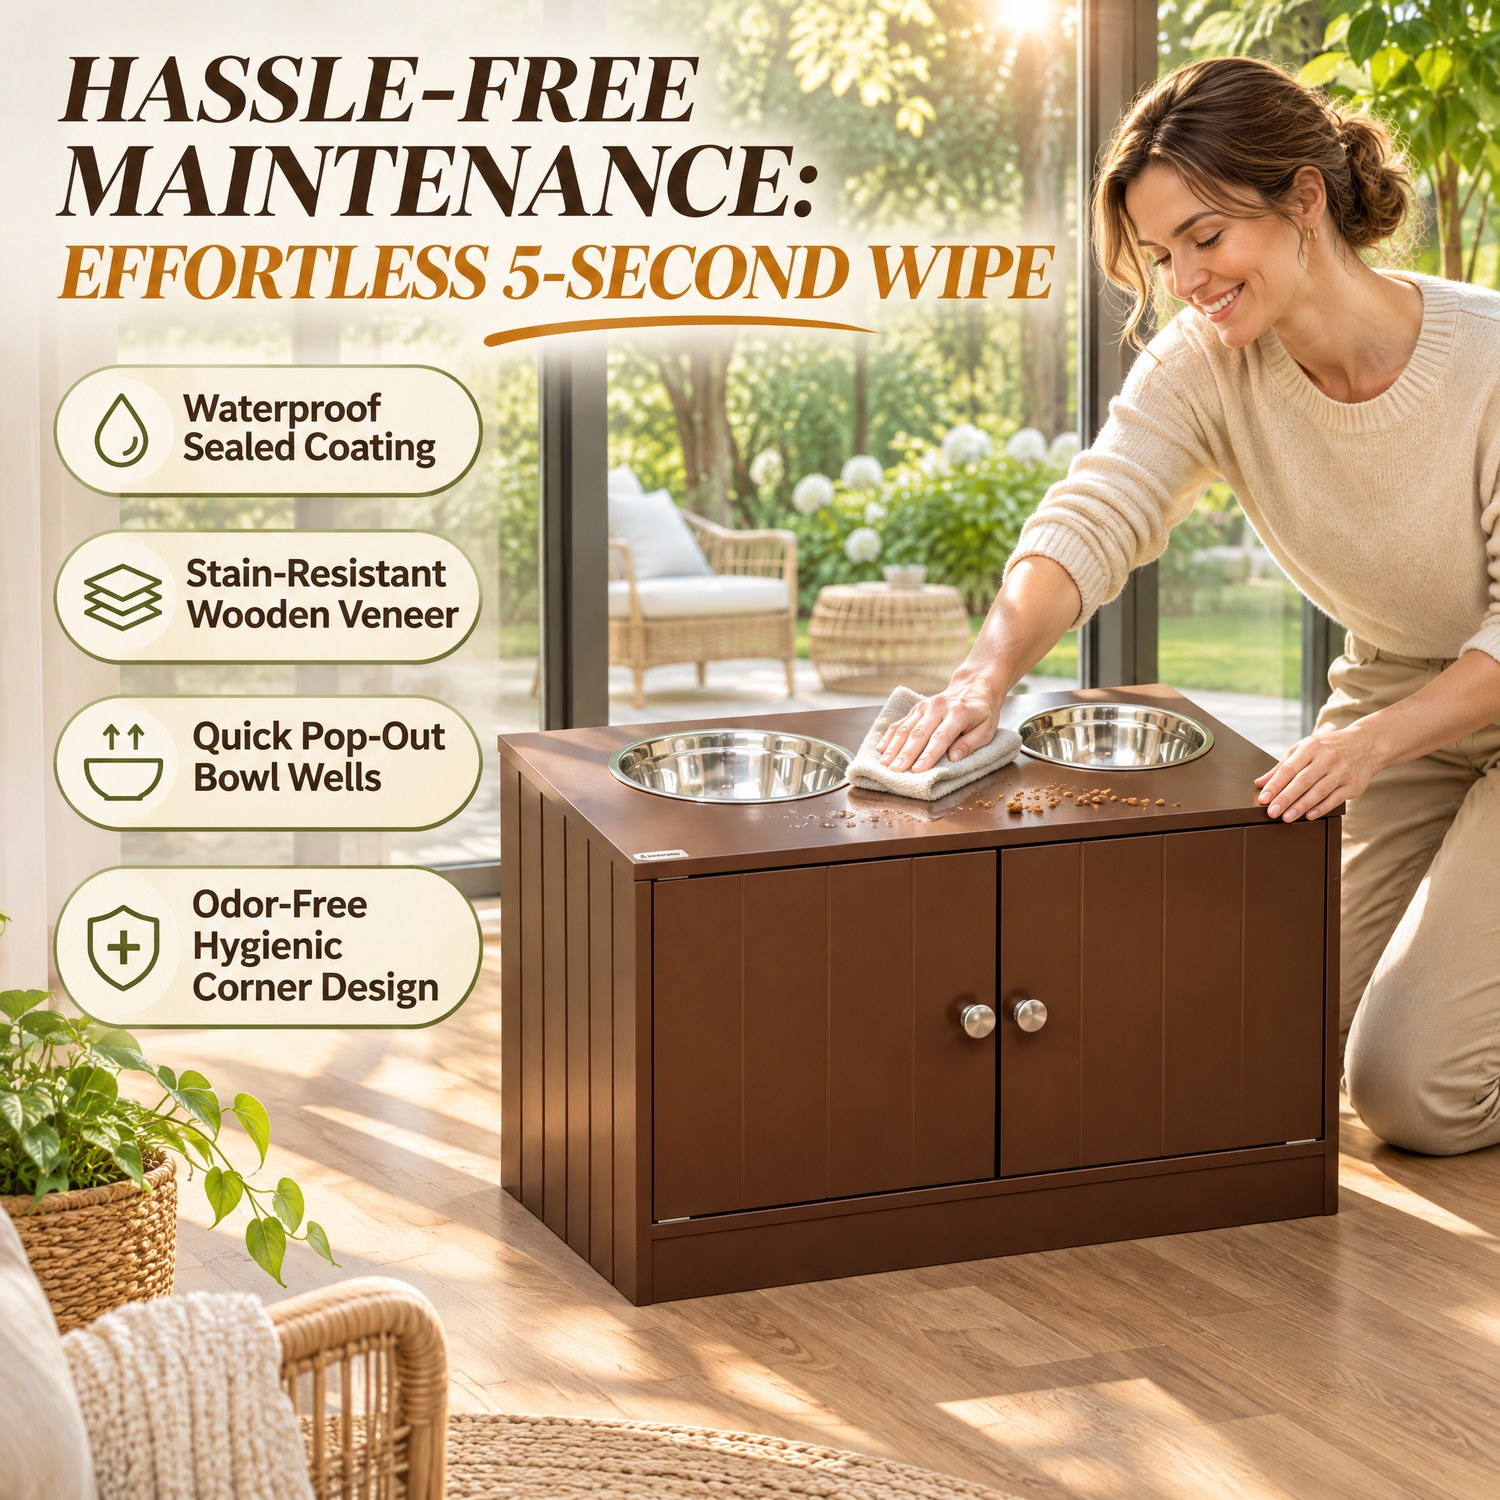 HASSLE-FREE
MAINTENANCE:
EFFORTLESS 5-SECOND WIPE
Waterproof
Sealed Coating
Stain-Resistant
Wooden Veneer
Quick Pop-Out
Bowl Wells
Odor-Free
Hygienic
Corner Design